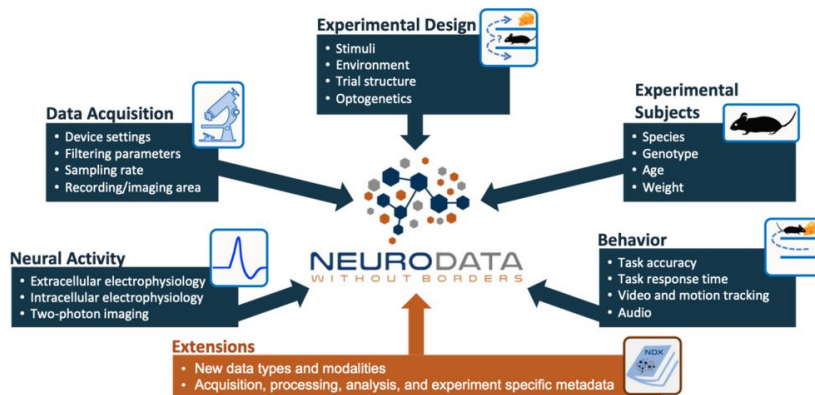 Experimental Design
• Stimuli
• Environment
• Trial structure
• Optogenetics
?
Experimental
Subjects
• Species
• Genotype
• Age
• Weight
Data Acquisition
• Device settings
• Filtering parameters
• Sampling rate
• Recording/imaging area
NEURODATA
WITHOUT BORDERS
Neural Activity
• Extracellular electrophysiology
• Intracellular electrophysiology
• Two-photon imaging
Behavior
• Task accuracy
• Task response time
• Video and motion tracking
• Audio
Extensions
• New data types and modalities
• Acquisition, processing, analysis, and experiment specific metadata
NDX